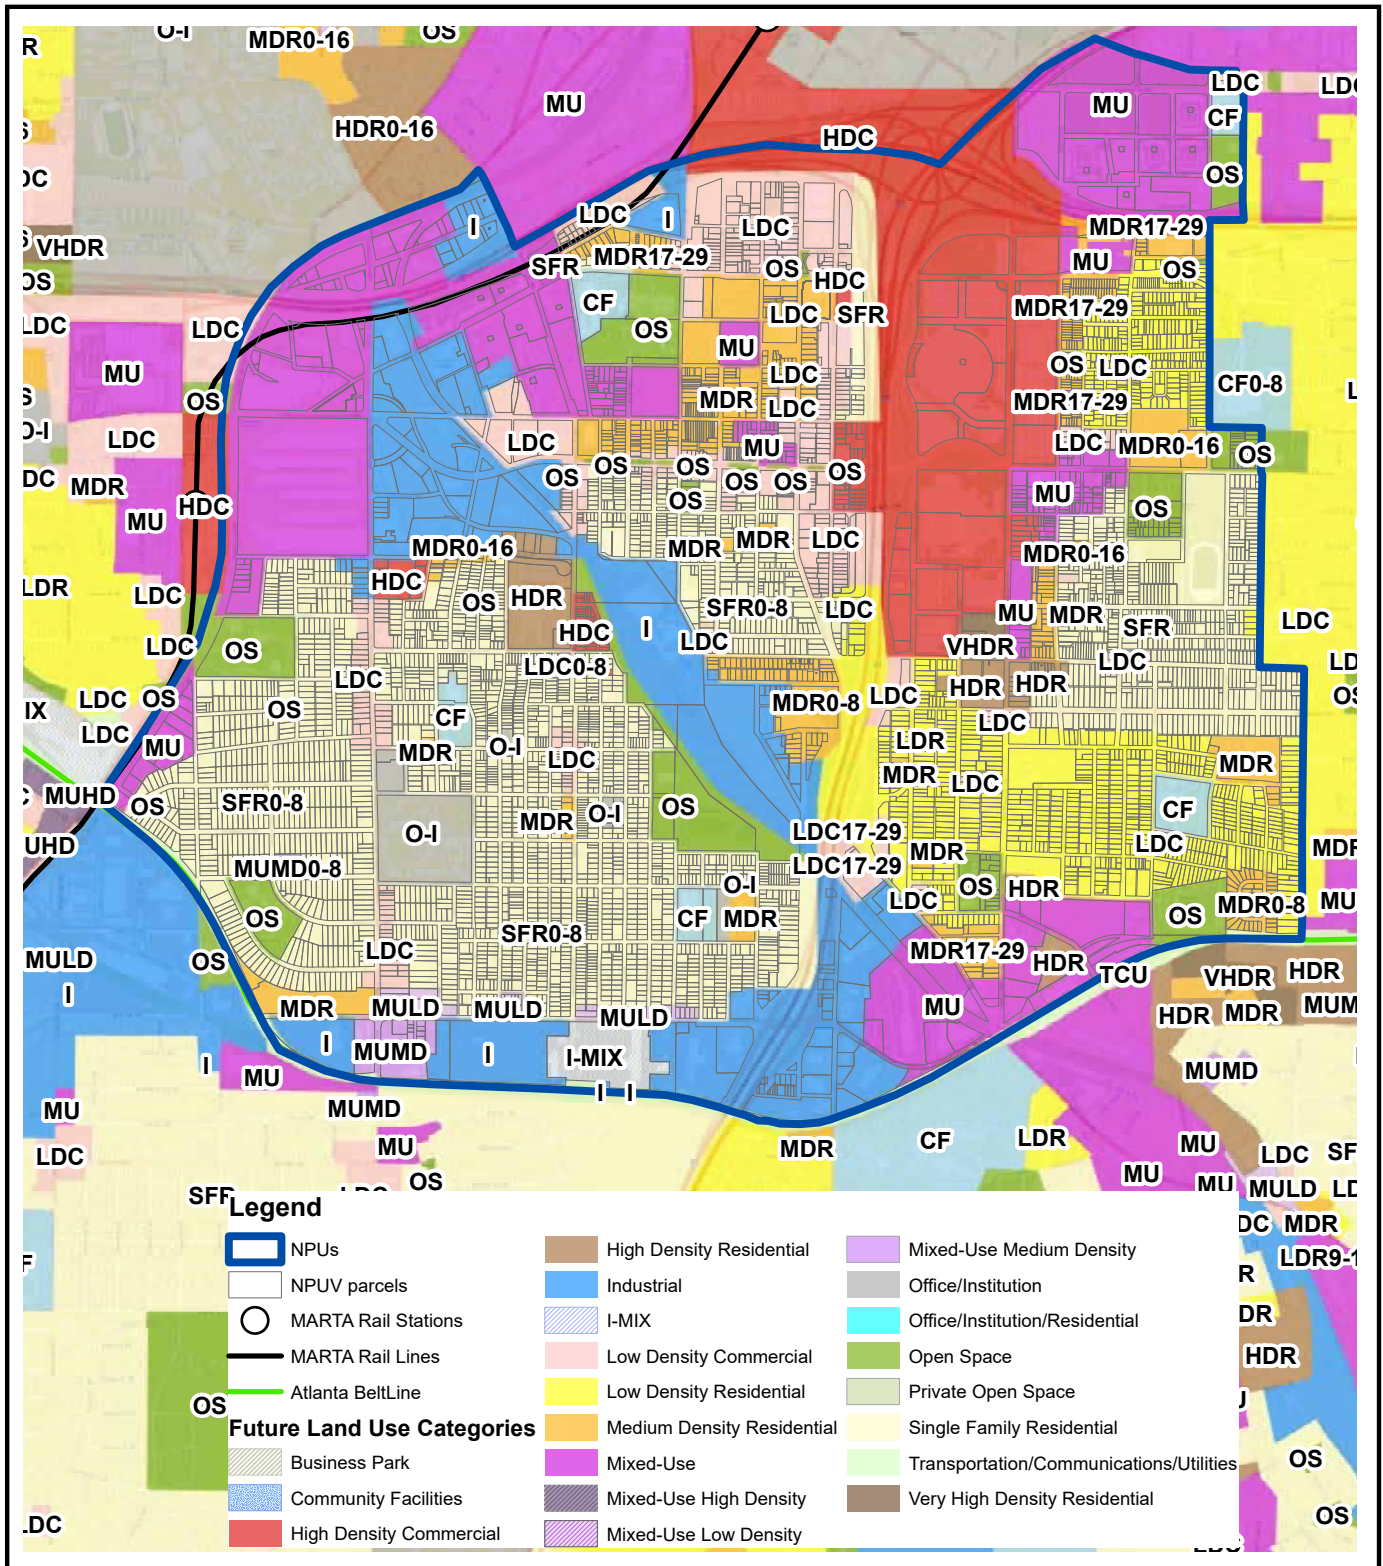 O-I
OS
MDR0-16
R
MU
LDC
MU
CF
HDR0-16
HDC
OS
I
LDC
I
LDC
MDR17-29
VHDR
SFR
MDR17-29
OS
MU
OS
OS
HDC
CF
OS
LDC
SFR
MDR17-29
LDC
LDC
MU
MU
LDC
OS
LDC
CF0-8
OS
MDR
LDC
MDR17-29
O-I
LDC
LDC
MU
LDC
MDR0-16
OS
OS
OS
OS
OS
OS
OS
MDR
HDC
OS
MU
OS
MU
MDR0-16
MDR
MDR
LDC
MDR0-16
LDR
HDC
HDR
OS
LDC
SFR0-8
LDC
MU
MDR
SFR
LDC
LDC
OS
HDC
I
LDC
VHDR
LDC
LDC0-8
LDC
HDR
HDR
LDC
OS
OS
MDR0-8
LDC
LDC
IX
LDC
CF
MU
MDR
O-I
LDC
LDR
MDR
LDC
MDR
MUHD
OS
SFR0-8
O-I
MDR
O-I
OS
CF
UHD
LDC17-29
LDC17-29
MDR
LDC
MUMD0-8
O-I
OS
HDR
OS
CF
MDR
LDC
OS
MDR0-8
MU
SFR0-8
LDC
MDR17-29
HDR
TCU
MULD
I
OS
VHDR
HDR
MDR
MULD
MULD
MULD
MU
HDR
MDR
I
MUMD
I
I-MIX
I
MU
I
I
MUMD
MU
MUMD
MU
MDR
CF
LDR
MU
LDC
MU
LDC
OS
MU
MULD
SFR
Legend
NPUs
NPUV parcels
MARTA Rail Stations
MARTA Rail Lines
Atlanta BeltLine
Future Land Use Categories
Business Park
Community Facilities
High Density Commercial
High Density Residential
Industrial
I-MIX
Low Density Commercial
Low Density Residential
Medium Density Residential
Mixed-Use
Mixed-Use High Density
Mixed-Use Low Density
Mixed-Use Medium Density
Office/Institution
Office/Institution/Residential
Open Space
Private Open Space
Single Family Residential
Transportation/Communications/Utilities
Very High Density Residential
MDR
HDR
OS
OS
OS